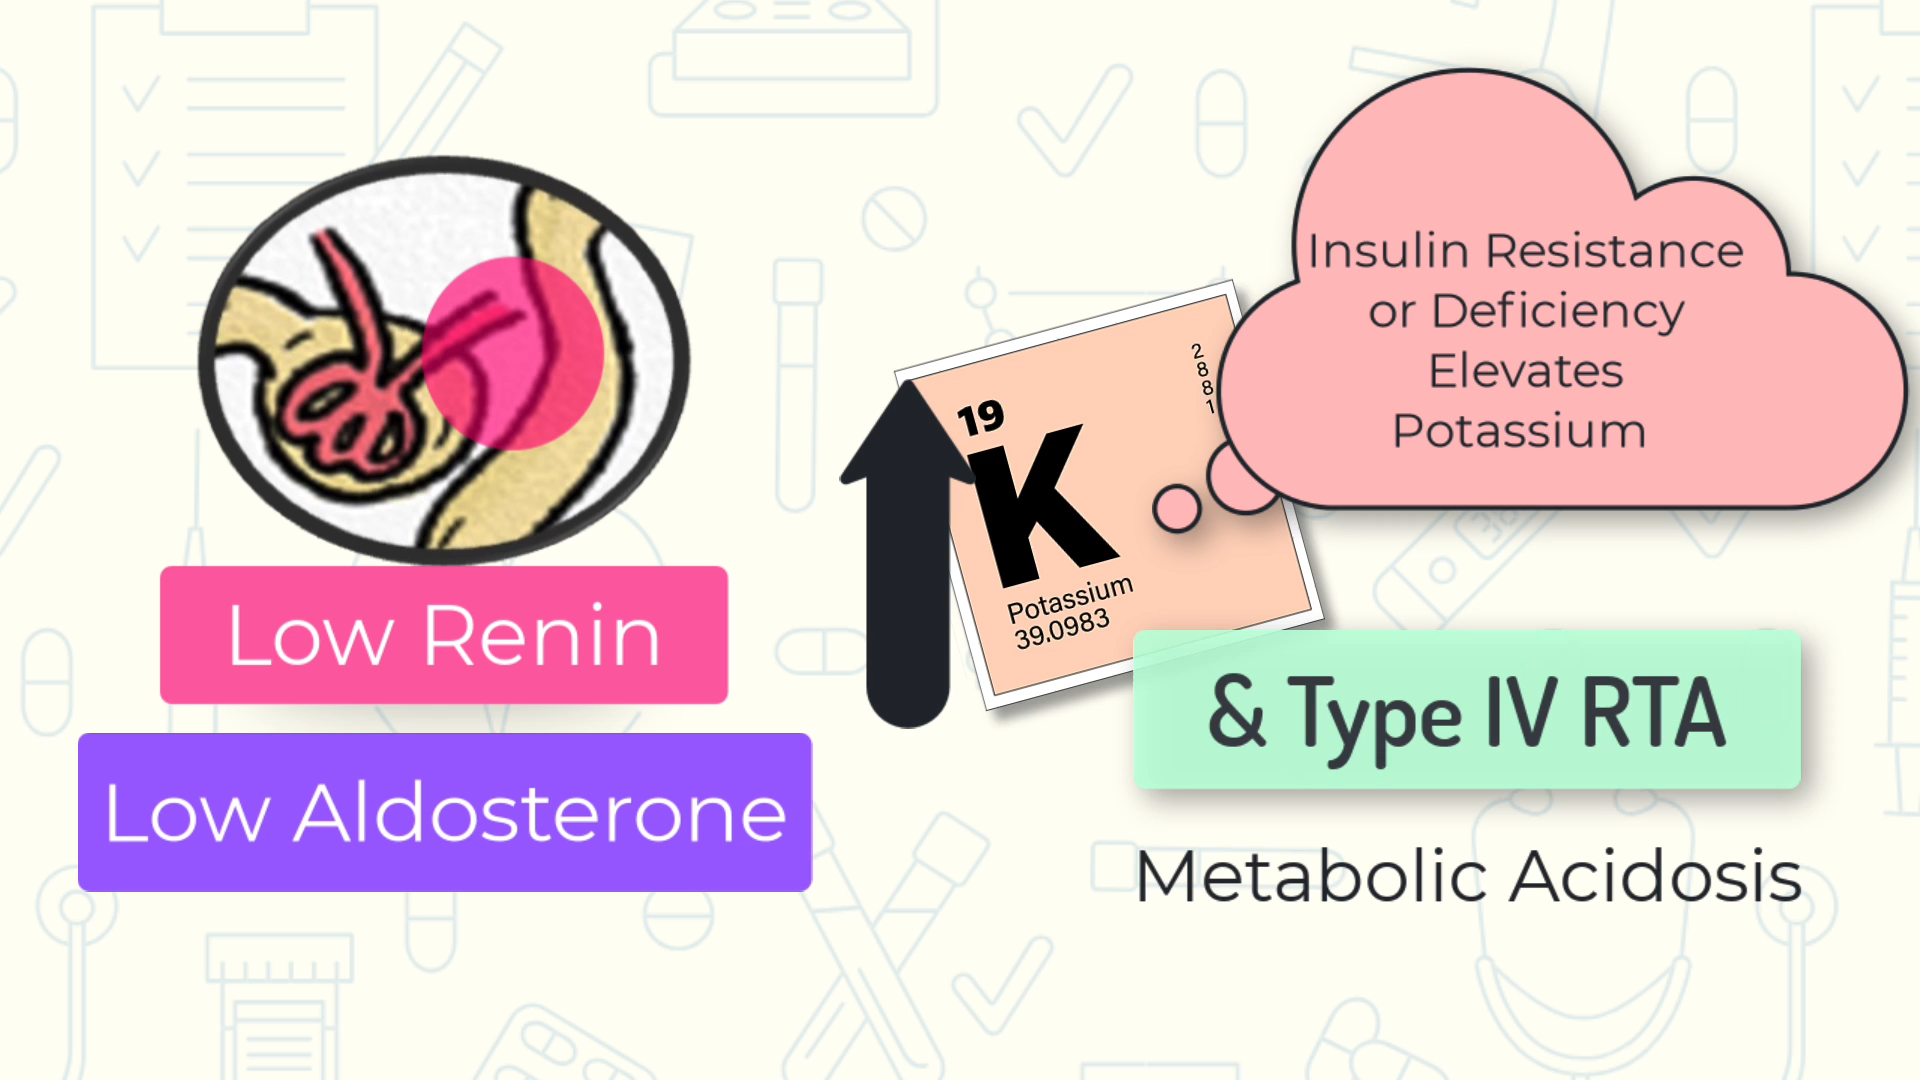 Low Renin
Low Aldosterone
19
K
Potassium
39.0983
2
8
8
1
Insulin Resistance
or Deficiency
Elevates
Potassium
& Type IV RTA
Metabolic Acidosis